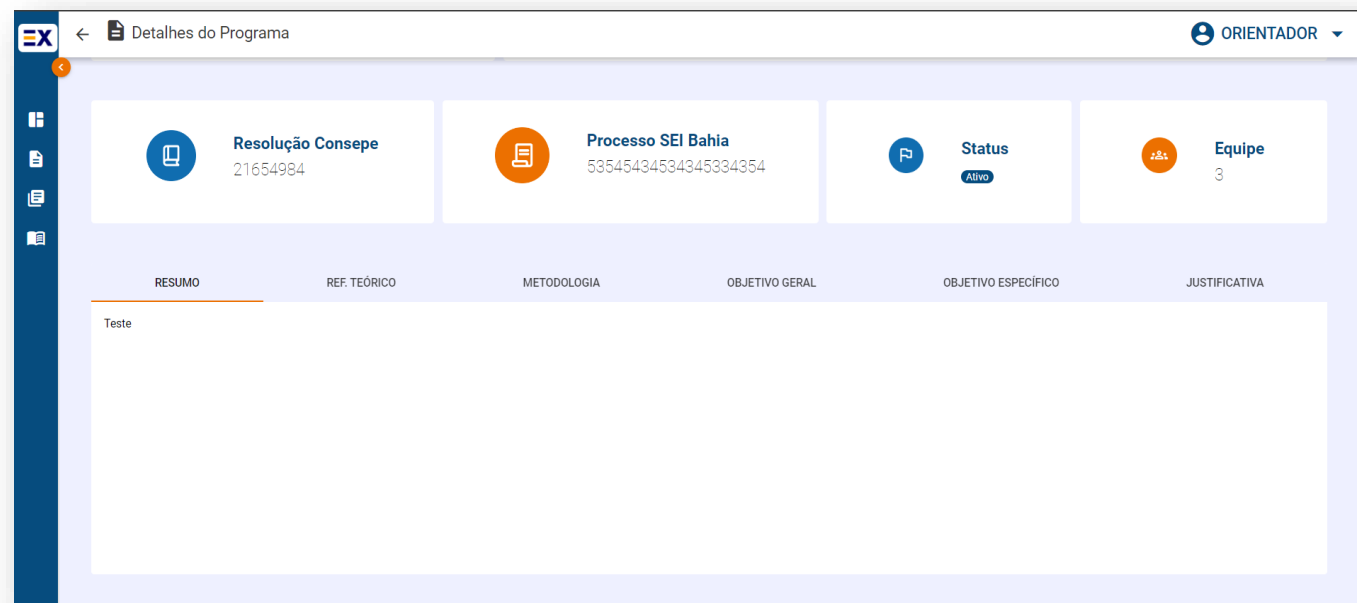 EX
Detalhes do Programa
ORIENTADOR
Resolução Consepe
21654984
Processo SEI Bahia
53545434534345334354
Status
Ativo
Equipe
3
RESUMO
REF. TEÓRICO
METODOLOGIA
OBJETIVO GERAL
OBJETIVO ESPECÍFICO
JUSTIFICATIVA
Teste